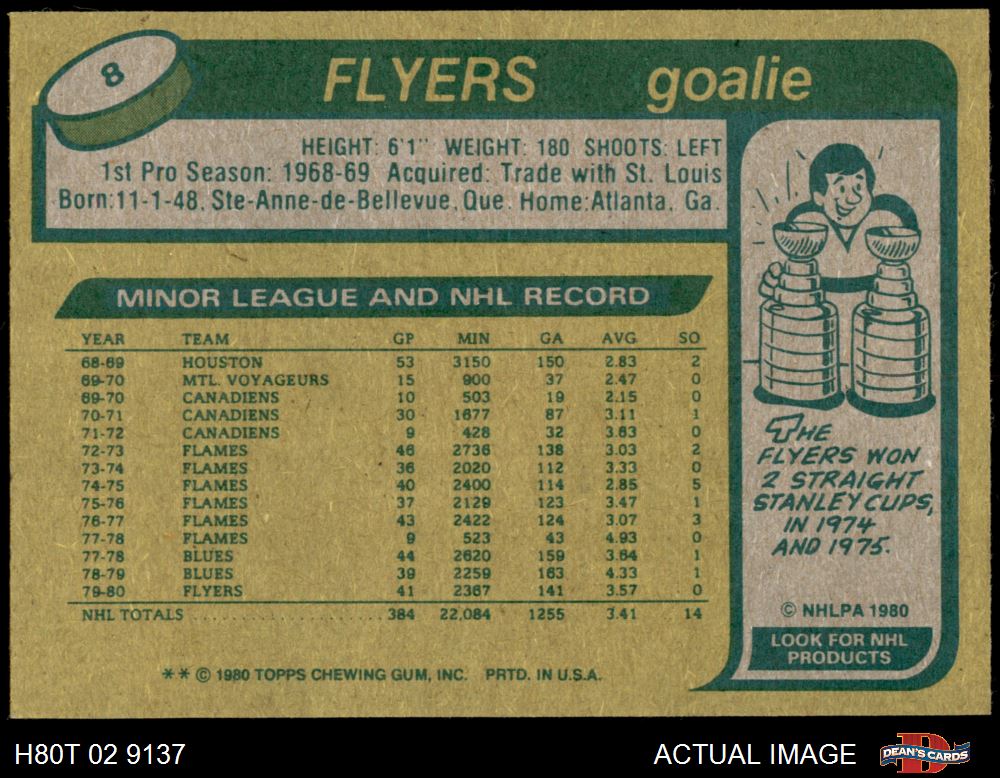 8
FLYERS goalie
HEIGHT: 6'1" WEIGHT: 180 SHOOTS: LEFT
1st Pro Season: 1968-69 Acquired: Trade with St. Louis
Born:11-1-48, Ste-Anne-de-Bellevue, Que. Home:Atlanta, Ga.
MINOR LEAGUE AND NHL RECORD
YEAR TEAM GP MIN GA AVG SO
68-69 HOUSTON 53 3150 150 2.83 2
69-70 MTL. VOYAGEURS 15 900 37 2.47 0
69-70 CANADIENS 10 503 19 2.15 0
70-71 CANADIENS 30 1677 87 3.11 1
71-72 CANADIENS 9 428 32 3.63 0
72-73 FLAMES 46 2736 138 3.03 2
73-74 FLAMES 36 2020 112 3.33 0
74-75 FLAMES 40 2400 114 2.85 5
75-76 FLAMES 37 2129 123 3.47 1
76-77 FLAMES 43 2422 124 3.07 3
77-78 FLAMES 9 523 43 4.93 0
77-78 BLUES 44 2620 159 3.64 1
78-79 BLUES 39 2259 163 4.33 1
79-80 FLYERS 41 2367 141 3.57 0
NHL TOTALS 384 22,084 1255 3.41 14
** © 1980 TOPPS CHEWING GUM, INC. PRTD. IN U.S.A.
THE
FLYERS WON
2 STRAIGHT
STANLEY CUPS,
IN 1974
AND 1975.
© NHLPA 1980
LOOK FOR NHL
PRODUCTS
H80T 02 9137 ACTUAL IMAGE
DEAN'S CARDS